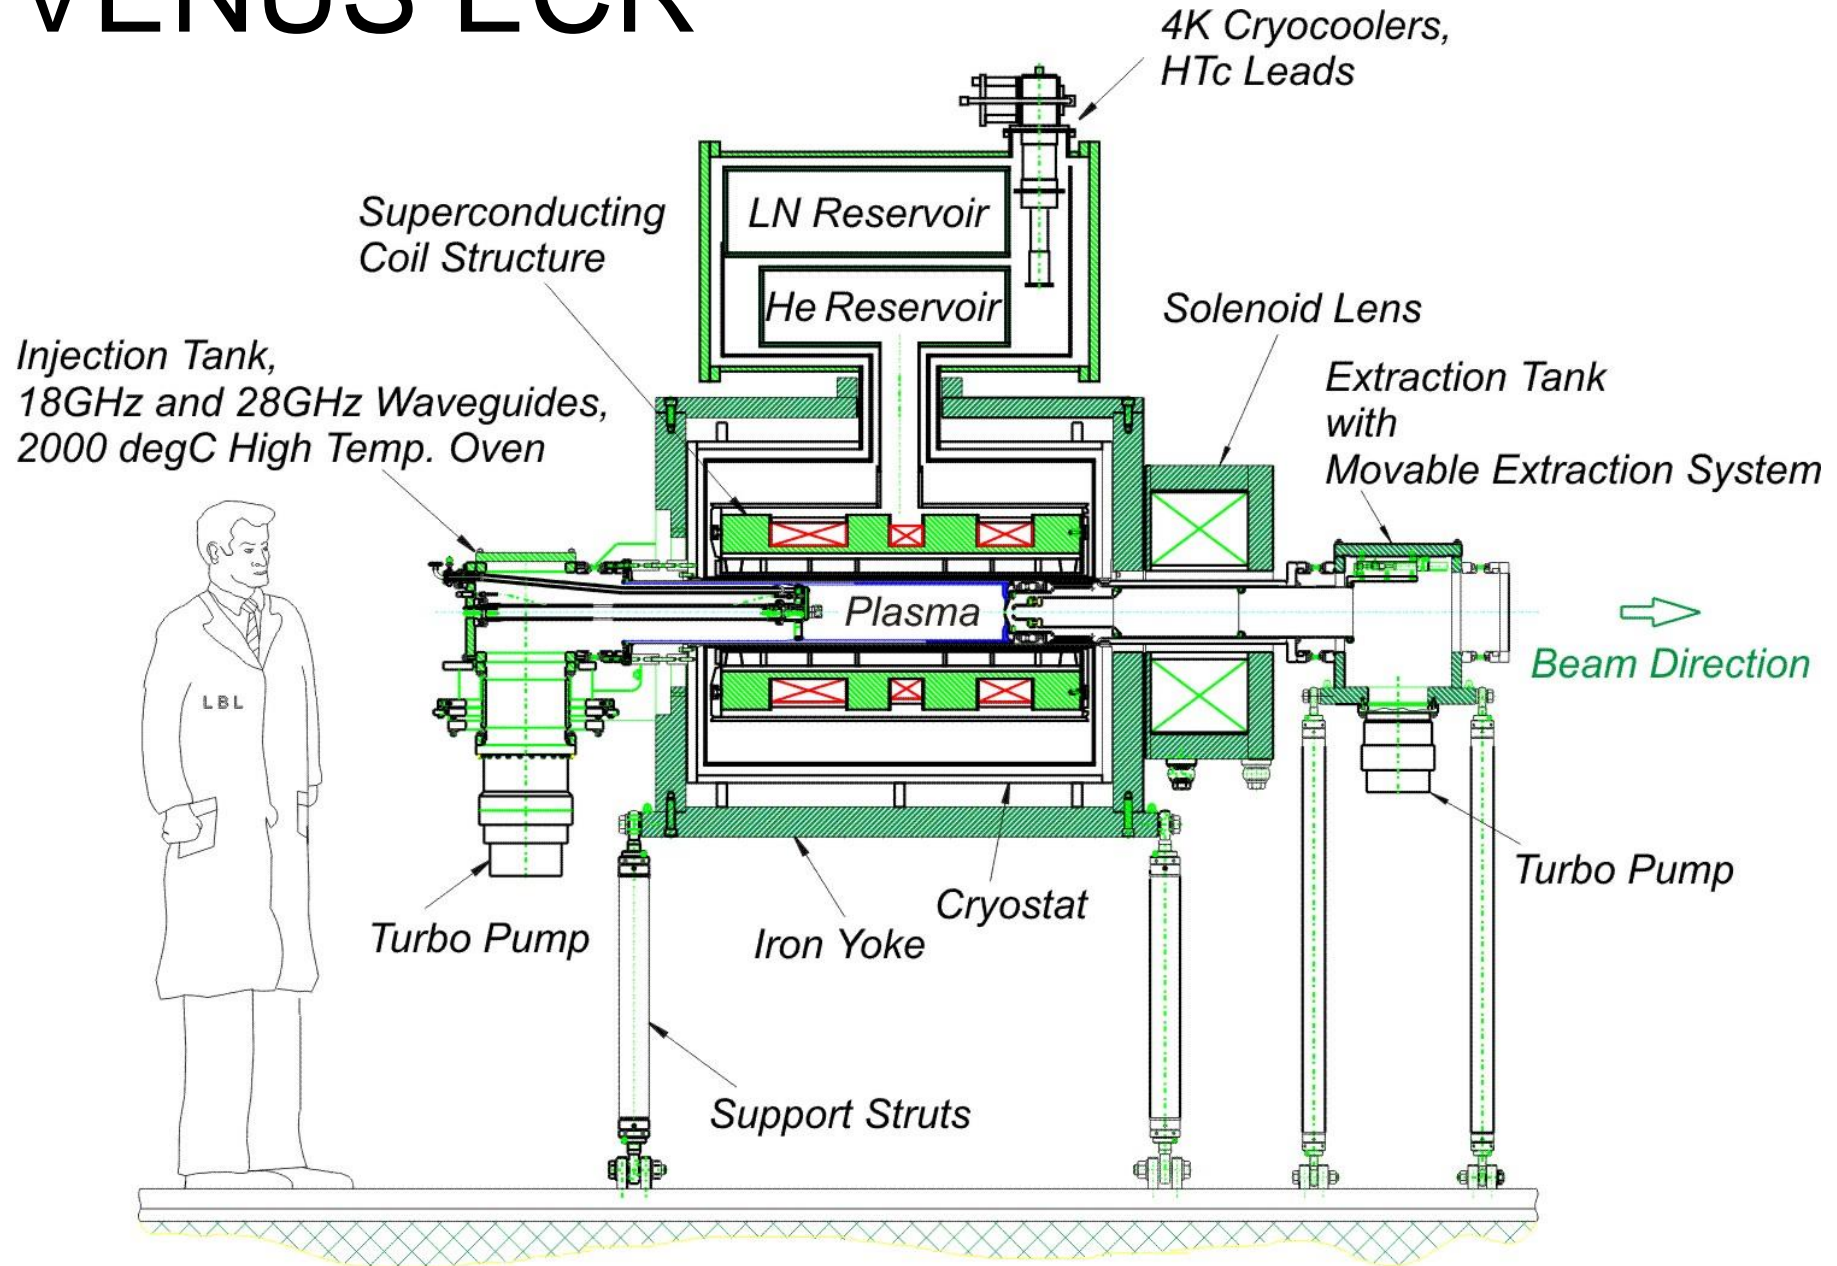 VENUS ECR
4K Cryocoolers,
HTc Leads
LN Reservoir
Superconducting
Coil Structure
He Reservoir
Solenoid Lens
Injection Tank,
18GHz and 28GHz Waveguides,
2000 degC High Temp. Oven
Extraction Tank
with
Movable Extraction System
Plasma
Beam Direction
LBL
Turbo Pump
Cryostat
Turbo Pump
Iron Yoke
Support Struts